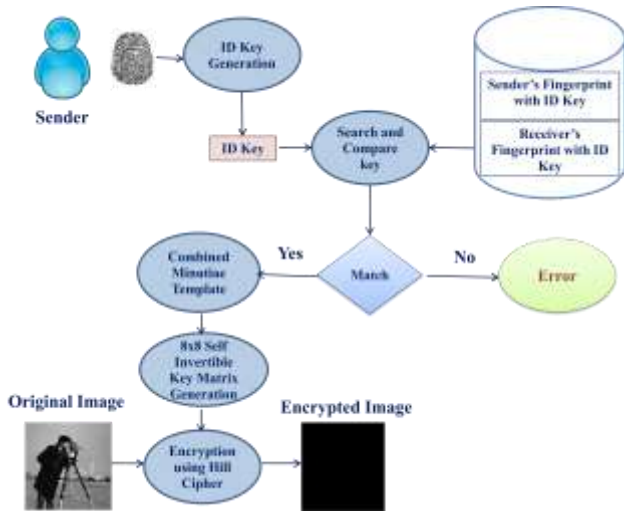 ID Key
Generation
Sender
Sender's Fingerprint
with ID Key
ID Key
Search and
Compare
key
Receiver's
Fingerprint with ID
Key
Combined
Minutiae
Template
Yes
Match
No
Error
8x8 Self
Invertible
Key Matrix
Generation
Original Image
Encrypted Image
Encryption
using Hill
Cipher